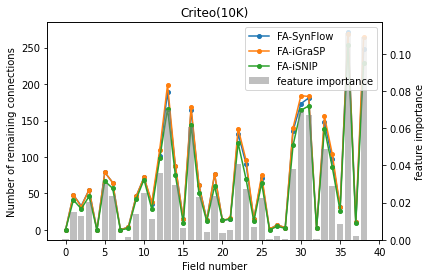 Criteo(10K)
FA-SynFlow
FA-iGraSP
FA-iSNIP
feature importance
Number of remaining connections
250
200
150
100
50
0
0.10
0.08
0.06
0.04
0.02
0.00
feature importance
0 5 10 15 20 25 30 35 40
Field number